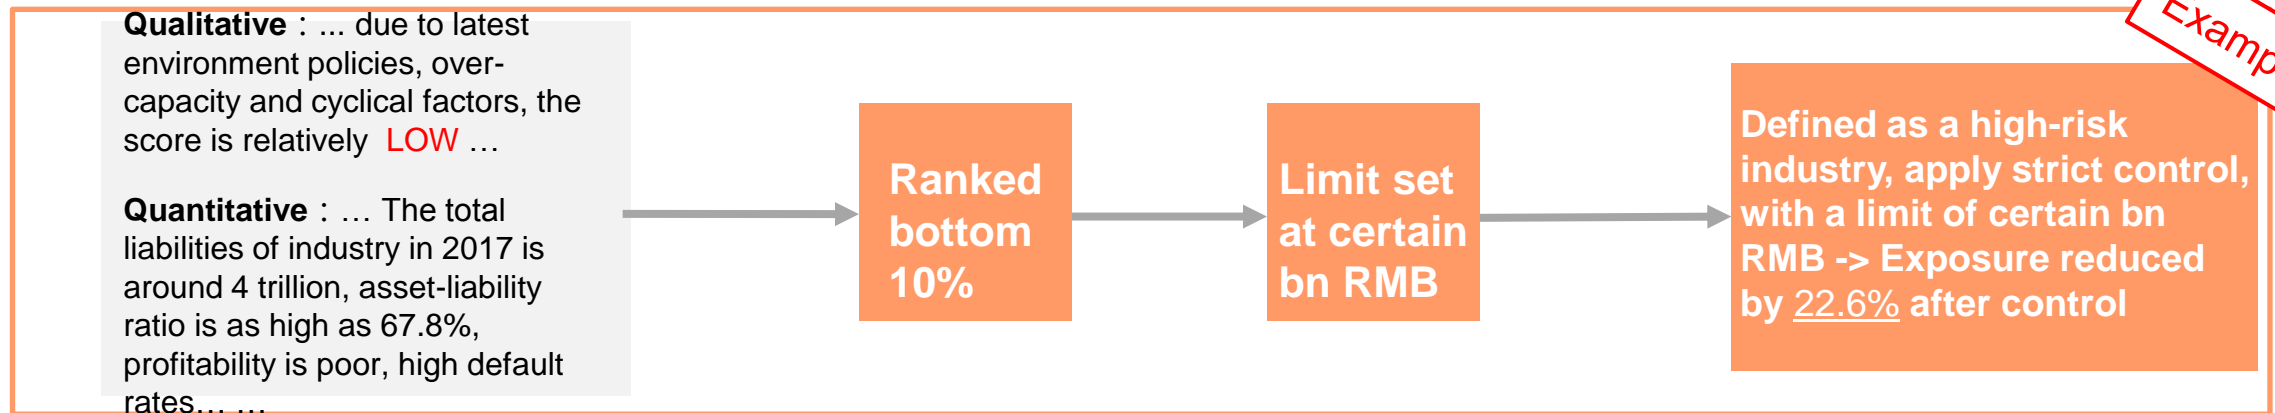 Qualitative：... due to latest
environment policies, over-
capacity and cyclical factors, the
score is relatively LOW …
Quantitative：… The total
liabilities of industry in 2017 is
around 4 trillion, asset-liability
ratio is as high as 67.8%,
profitability is poor, high default
rates… …
Ranked
bottom
10%
Limit set
at certain
bn RMB
Defined as a high-risk
industry, apply strict control,
with a limit of certain bn
RMB -> Exposure reduced
by 22.6% after control